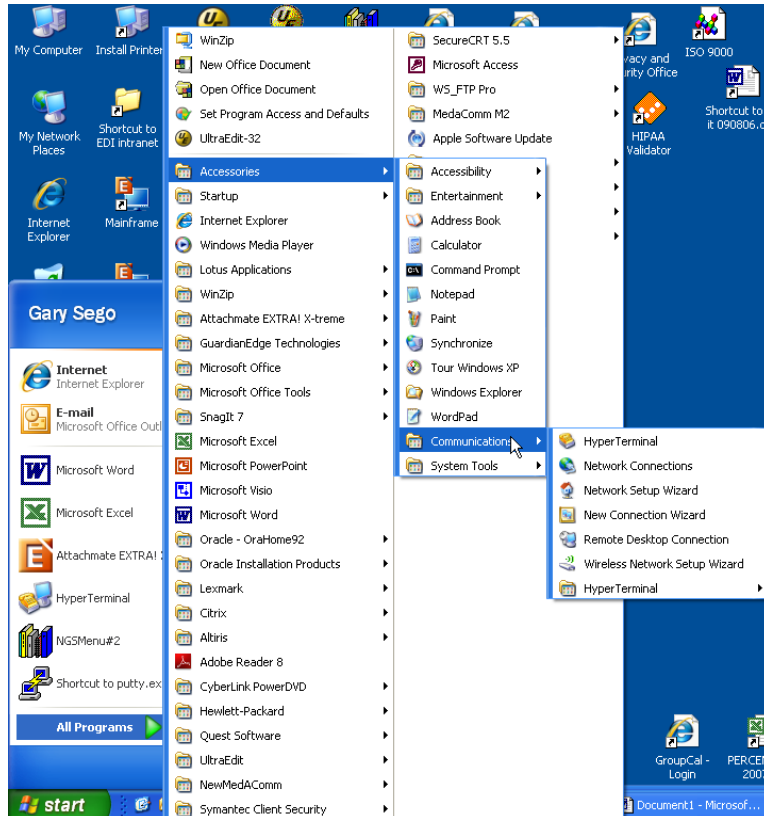 My Computer
Install Printer
My Network
Places
Shortcut to
EDI intranet
Internet
Explorer
Mainframe
Gary Sego
Internet
Internet Explorer
E-mail
Microsoft Office Outl
Microsoft Word
Microsoft Excel
Attachmate EXTRA!
HyperTerminal
NGSMenu#2
Shortcut to putty.ex
All Programs
start
WinZip
New Office Document
Open Office Document
Set Program Access and Defaults
UltraEdit-32
Accessories
Startup
Internet Explorer
Windows Media Player
Lotus Applications
WinZip
Attachmate EXTRA! X-treme
GuardianEdge Technologies
Microsoft Office
Microsoft Office Tools
SnagIt 7
Microsoft Excel
Microsoft PowerPoint
Microsoft Visio
Microsoft Word
Oracle - OraHome92
Oracle Installation Products
Lexmark
Citrix
Altiris
Adobe Reader 8
CyberLink PowerDVD
Hewlett-Packard
Quest Software
UltraEdit
NewMedAComm
Symantec Client Security
SecureCRT 5.5
Microsoft Access
WS_FTP Pro
MedaComm M2
Apple Software Update
Accessibility
Entertainment
Address Book
Calculator
Command Prompt
Notepad
Paint
Synchronize
Tour Windows XP
Windows Explorer
WordPad
Communications
System Tools
HyperTerminal
Network Connections
Network Setup Wizard
New Connection Wizard
Remote Desktop Connection
Wireless Network Setup Wizard
HyperTerminal
vacy and
rity Office
ISO 9000
HIPAA
Validator
Shortcut to
it 090806.d
GroupCal -
Login
PERCEN
200
Document1 - Microsof...